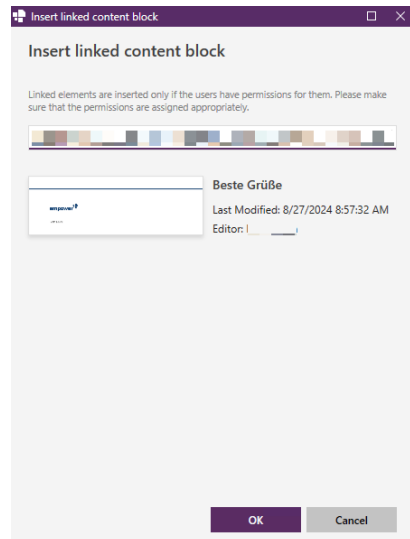 Insert linked content block
Insert linked content block
Linked elements are inserted only if the users have permissions for them. Please make
sure that the permissions are assigned appropriately.
Beste Grüße
empower
Last Modified: 8/27/2024 8:57:32 AM
Editor:
OK
Cancel